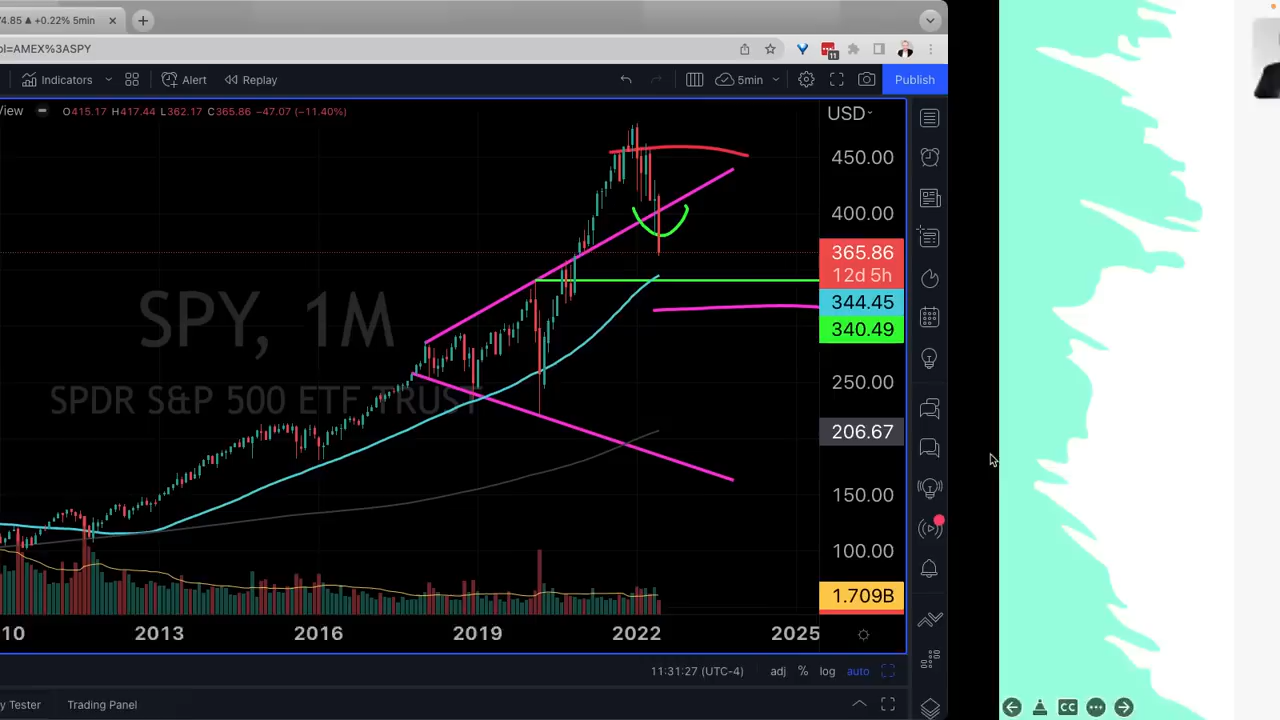 74.85 ▲ +0.22% 5min
ol=AMEX%3ASPY
11
Indicators Alert Replay 5min Publish
View O415.17 H417.44 L362.17 C365.86 −47.07 (−11.40%) USD
450.00
400.00
365.86
12d 5h
344.45
340.49
250.00
206.67
150.00
100.00
1.709B
SPY, 1M
SPDR S&P 500 ETF TRUST
10 2013 2016 2019 2022 2025
11:31:27 (UTC-4) adj % log auto
y Tester Trading Panel
CC